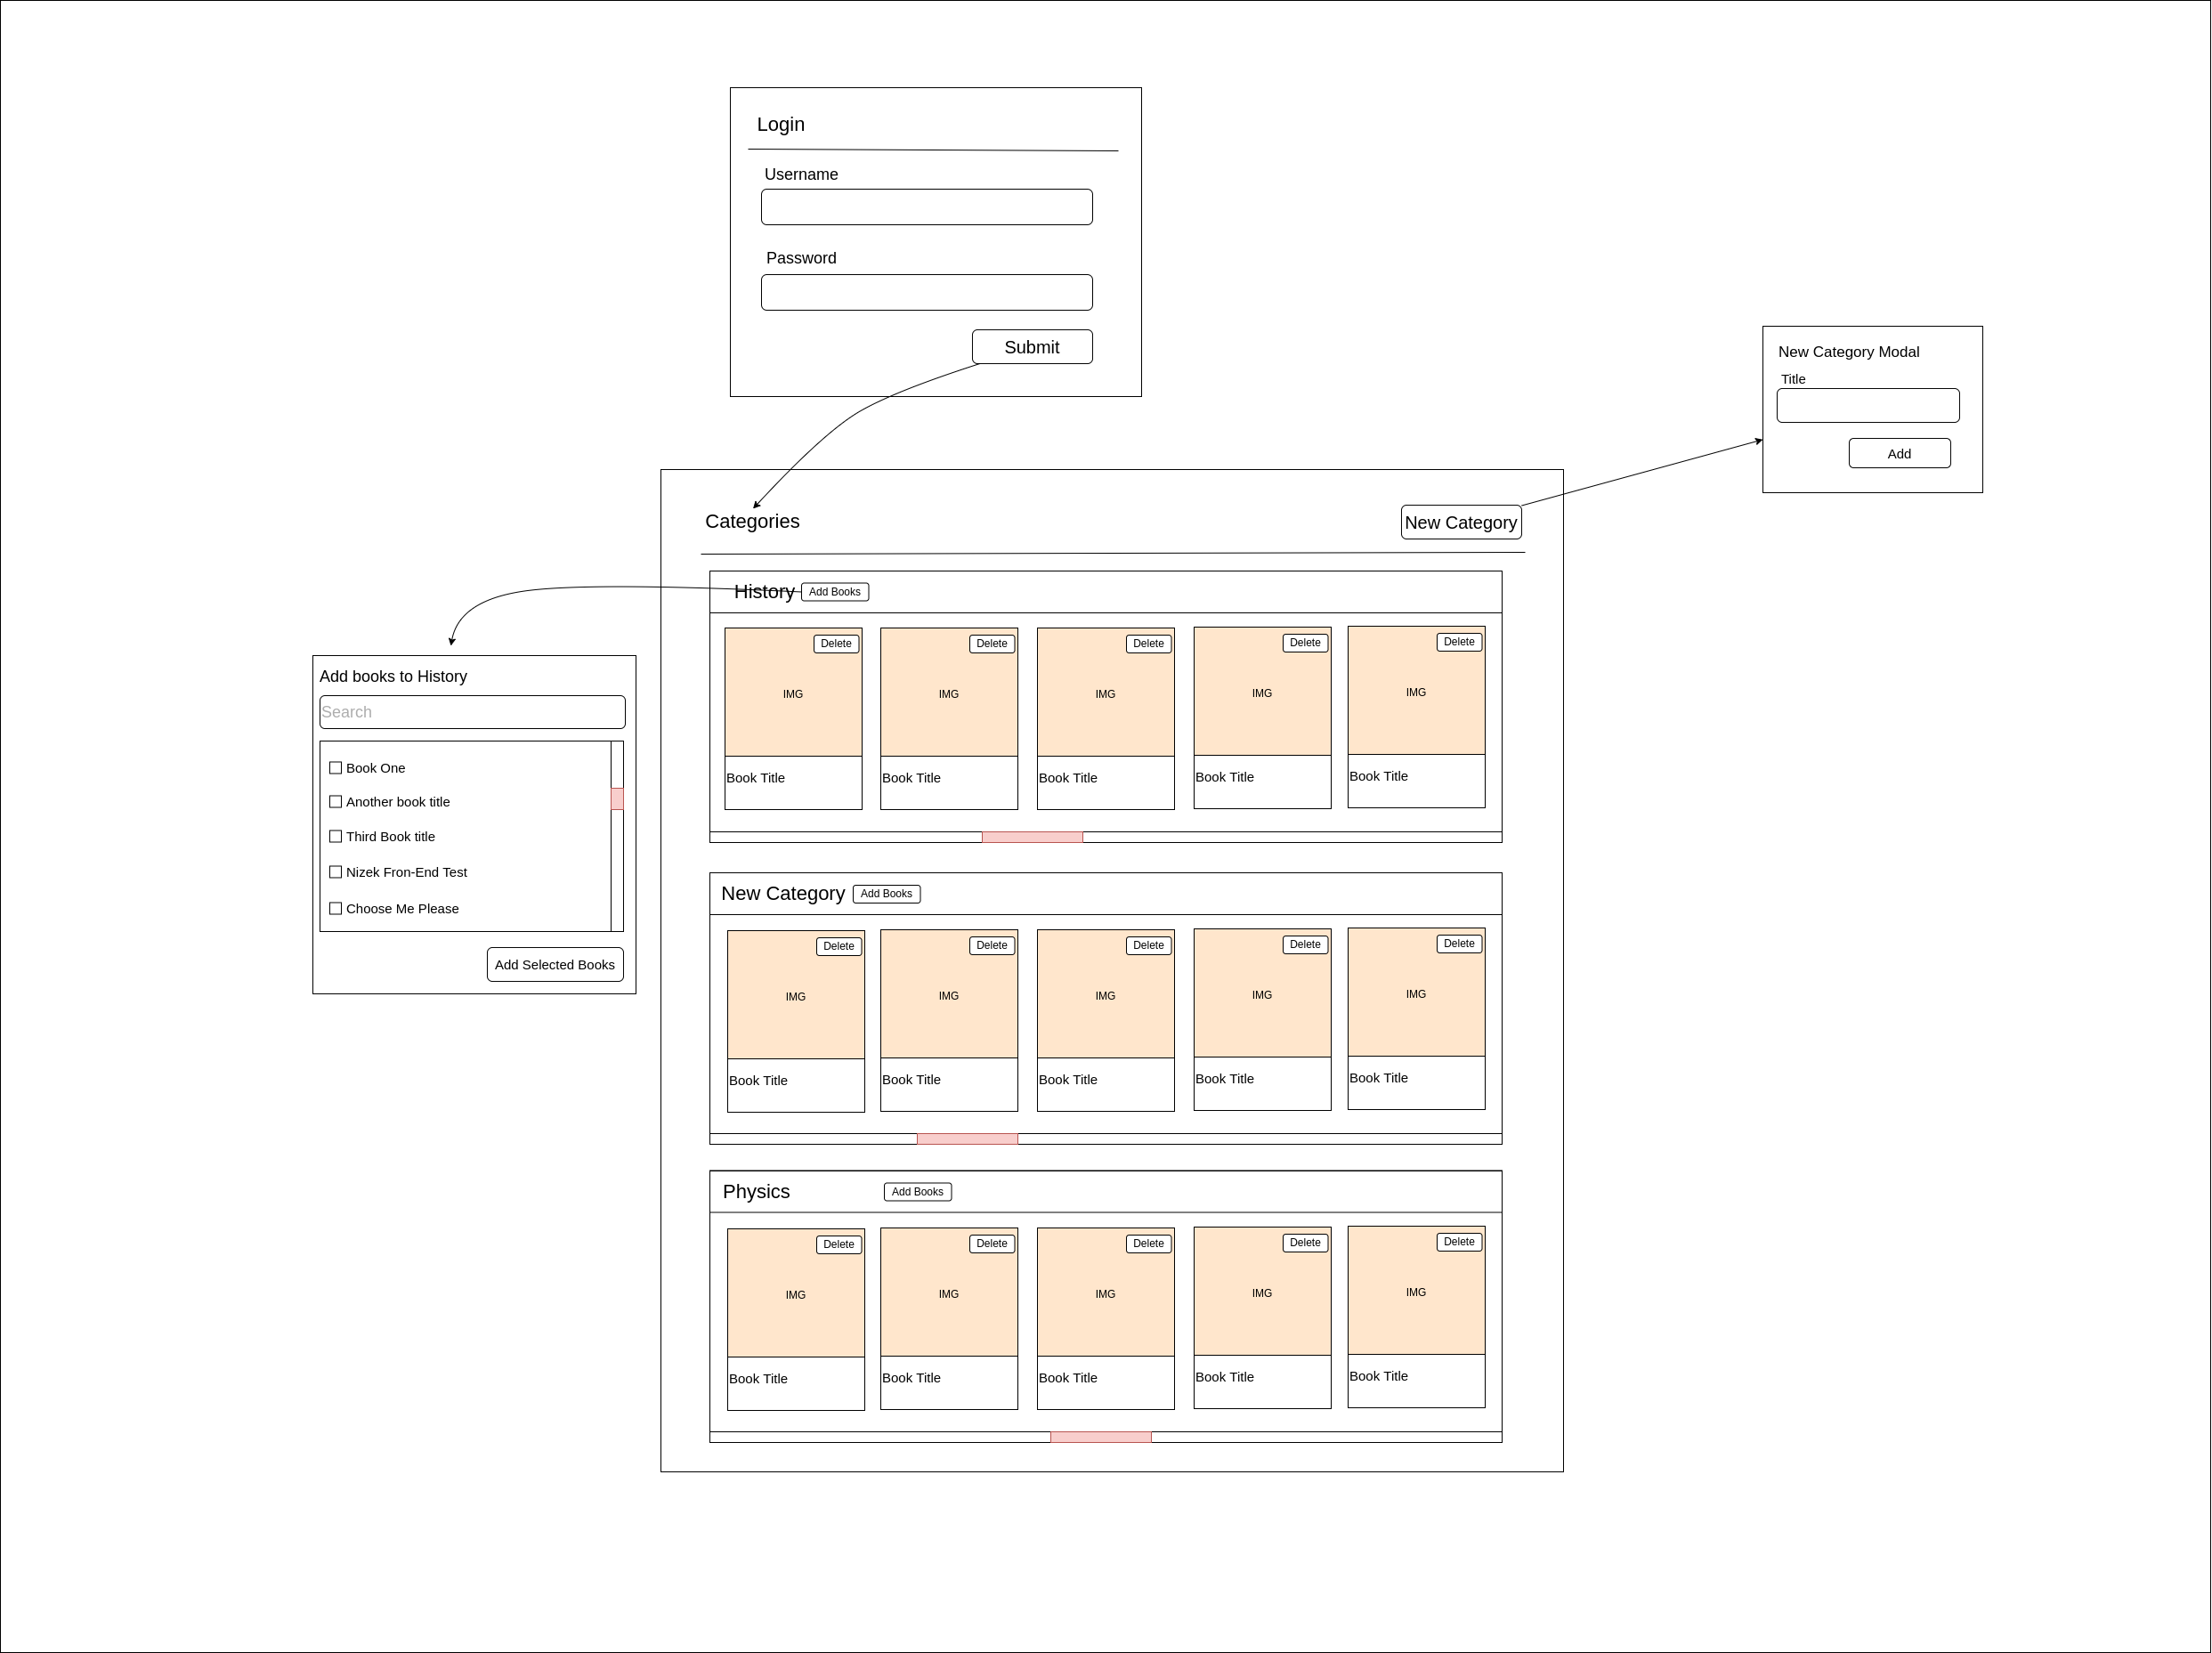 Login
Username
Password
Submit
New Category Modal
Title
Add
Categories
New Category
History
Add Books
Delete
Delete
Delete
Delete
Delete
IMG
IMG
IMG
IMG
IMG
Book Title
Book Title
Book Title
Book Title
Book Title
Add books to History
Search
Book One
Another book title
Third Book title
Nizek Fron-End Test
Choose Me Please
Add Selected Books
New Category
Add Books
Delete
Delete
Delete
Delete
Delete
IMG
IMG
IMG
IMG
IMG
Book Title
Book Title
Book Title
Book Title
Book Title
Physics
Add Books
Delete
Delete
Delete
Delete
Delete
IMG
IMG
IMG
IMG
IMG
Book Title
Book Title
Book Title
Book Title
Book Title